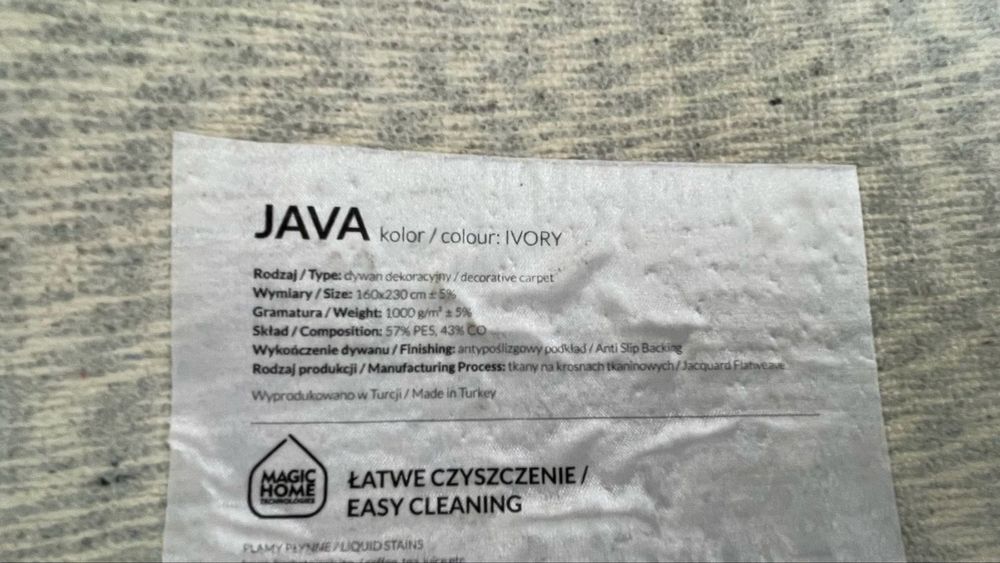 JAVA kolor / colour: IVORY
Rodzaj / Type: dywan dekoracyjny / decorative carpet
Wymiary / Size: 160x230 cm ± 5%
Gramatura / Weight: 1000 g/m² ± 5%
Skład / Composition: 57% PES, 43% CO
Wykończenie dywanu / Finishing: antypoślizgowy podkład / Anti Slip Backing
Rodzaj produkcji / Manufacturing Process: tkany na krosnach tkaninowych / Jacquard Flatweave
Wyprodukowano w Turcji / Made in Turkey
MAGIC
HOME
TECHNOLOGIES
ŁATWE CZYSZCZENIE /
EASY CLEANING
PLAMY PŁYNNE / LIQUID STAINS